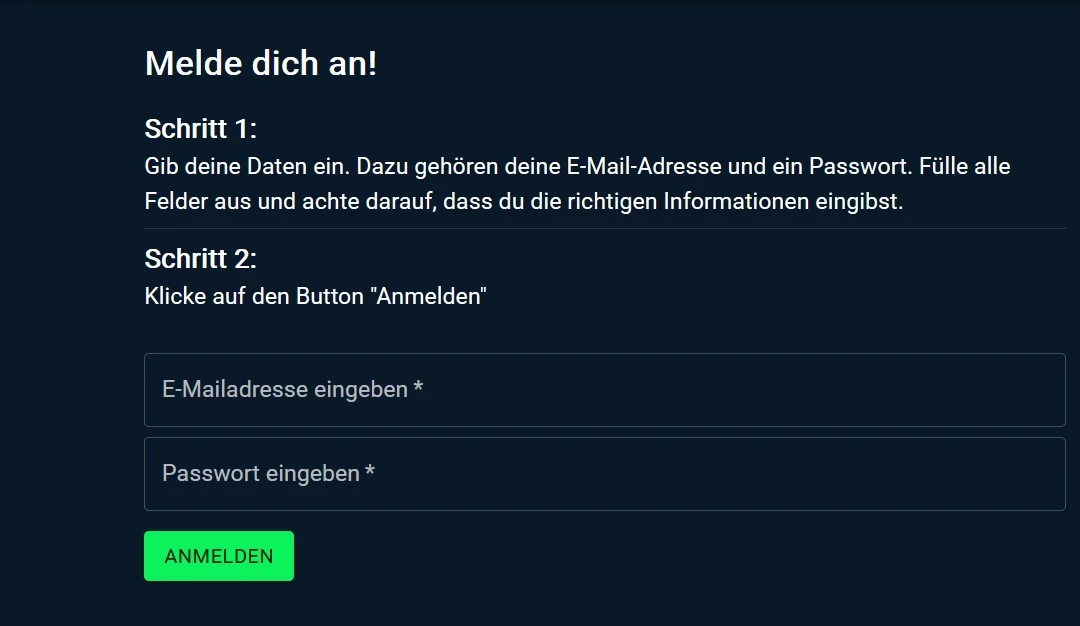 Melde dich an!
Schritt 1:
Gib deine Daten ein. Dazu gehören deine E-Mail-Adresse und ein Passwort. Fülle alle
Felder aus und achte darauf, dass du die richtigen Informationen eingibst.
Schritt 2:
Klicke auf den Button "Anmelden"
E-Mailadresse eingeben *
Passwort eingeben *
ANMELDEN